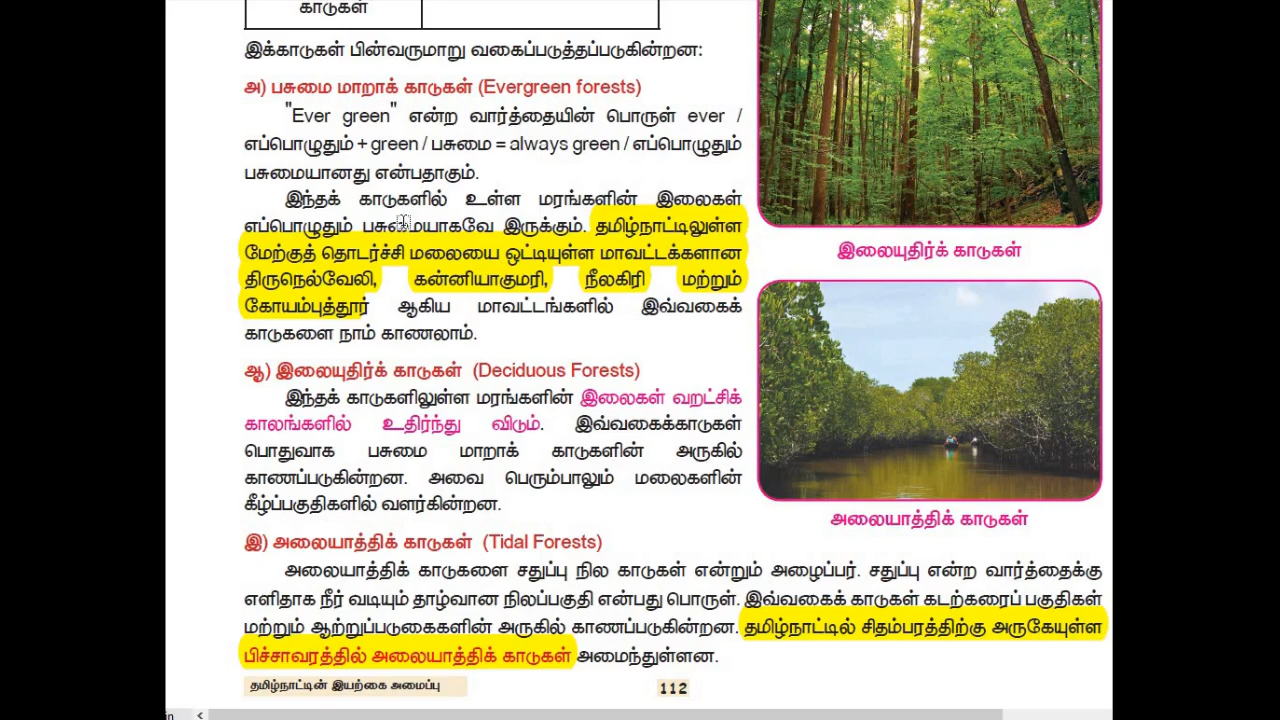 காடுகள்
இக்காடுகள் பின்வருமாறு வகைப்படுத்தப்படுகின்றன:
அ) பசுமை மாறாக் காடுகள் (Evergreen forests)
"Ever green" என்ற வார்த்தையின் பொருள் ever /
எப்பொழுதும் + green / பசுமை = always green / எப்பொழுதும்
பசுமையானது என்பதாகும்.
இந்தக் காடுகளில் உள்ள மரங்களின் இலைகள்
எப்பொழுதும் பசுமையாகவே இருக்கும். தமிழ்நாட்டிலுள்ள
மேற்குத் தொடர்ச்சி மலையை ஒட்டியுள்ள மாவட்டக்களான
திருநெல்வேலி, கன்னியாகுமரி, நீலகிரி மற்றும்
கோயம்புத்தூர் ஆகிய மாவட்டங்களில் இவ்வகைக்
காடுகளை நாம் காணலாம்.
ஆ) இலையுதிர்க் காடுகள் (Deciduous Forests)
இந்தக் காடுகளிலுள்ள மரங்களின் இலைகள் வறட்சிக்
காலங்களில் உதிர்ந்து விடும். இவ்வகைக்காடுகள்
பொதுவாக பசுமை மாறாக் காடுகளின் அருகில்
காணப்படுகின்றன. அவை பெரும்பாலும் மலைகளின்
கீழ்ப்பகுதிகளில் வளர்கின்றன.
இலையுதிர்க் காடுகள்
அலையாத்திக் காடுகள்
இ) அலையாத்திக் காடுகள் (Tidal Forests)
அலையாத்திக் காடுகளை சதுப்பு நில காடுகள் என்றும் அழைப்பர். சதுப்பு என்ற வார்த்தைக்கு
எளிதாக நீர் வடியும் தாழ்வான நிலப்பகுதி என்பது பொருள். இவ்வகைக் காடுகள் கடற்கரைப் பகுதிகள்
மற்றும் ஆற்றுப்படுகைகளின் அருகில் காணப்படுகின்றன. தமிழ்நாட்டில் சிதம்பரத்திற்கு அருகேயுள்ள
பிச்சாவரத்தில் அலையாத்திக் காடுகள் அமைந்துள்ளன.
தமிழ்நாட்டின் இயற்கை அமைப்பு
112
in